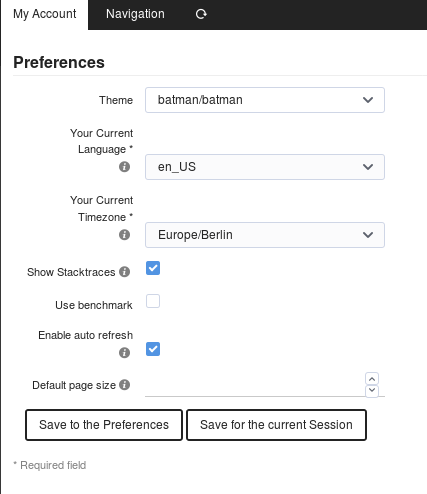 My Account Navigation
Preferences
Theme batman/batman
Your Current
Language *
en_US
Your Current
Timezone *
Europe/Berlin
Show Stacktraces
Use benchmark
Enable auto refresh
Default page size
Save to the Preferences Save for the current Session
* Required field